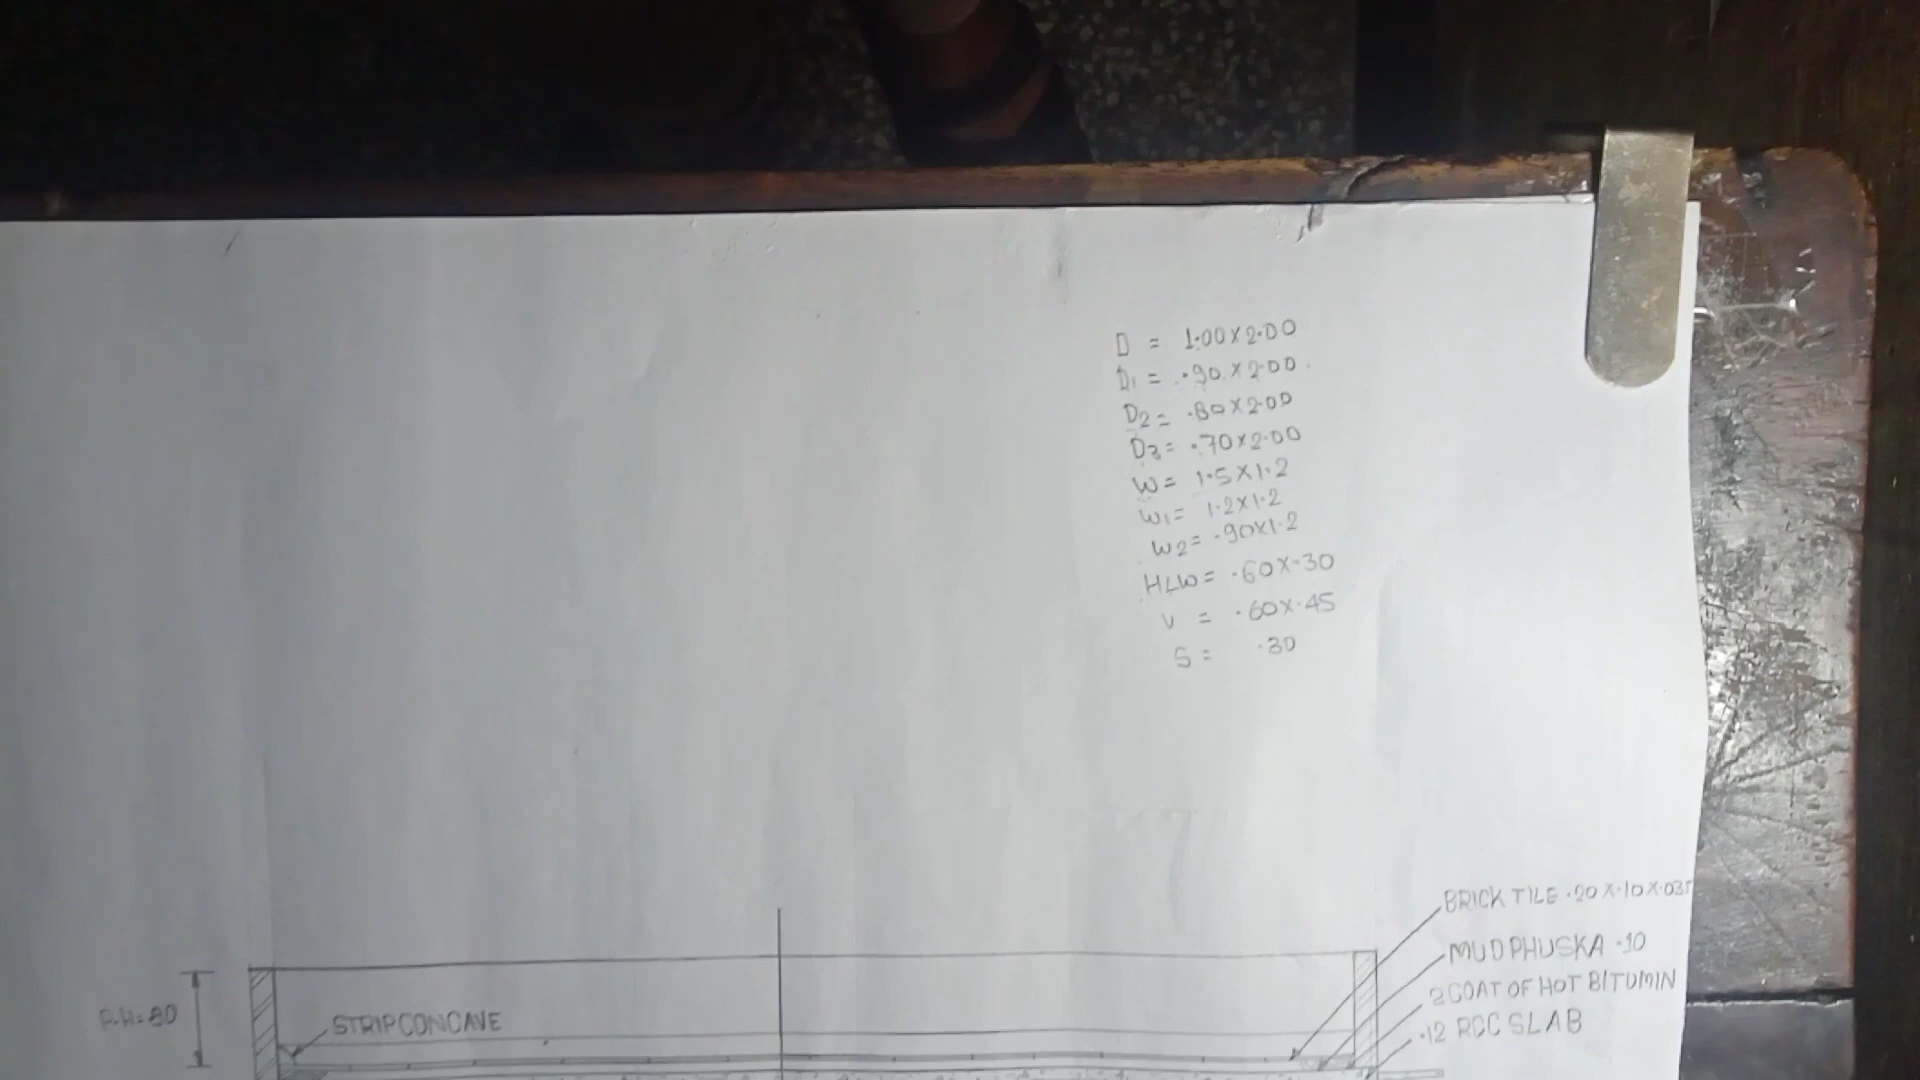 D = 1.00X2.00
D1 = .90.X2.00.
D2 = .80X2.00
D3 = .70X2.00
W = 1.5X1.2
W1 = 1.2X1.2
W2 = .90X1.2
HLW = .60X.30
V = .60X.45
S = .30
BRICK TILE .20X.10X.035
MUD PHUSKA .10
2 COAT OF HOT BITUMIN
.12 RCC SLAB
P.H=.80
STRIP CONCAVE